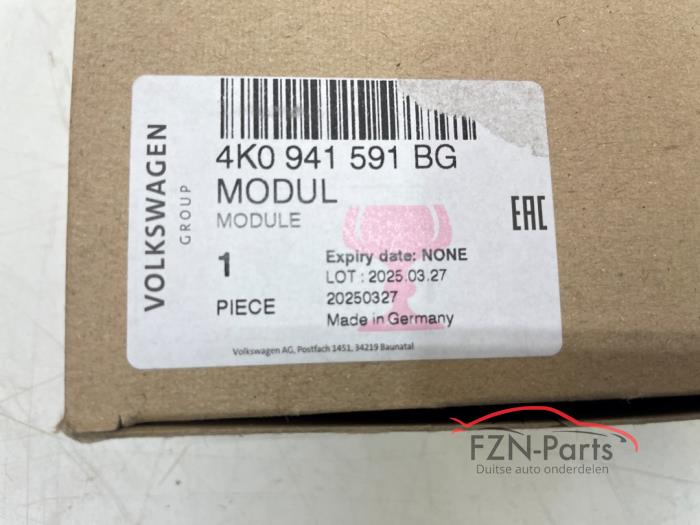 VOLKSWAGEN
GROUP
4K0 941 591 BG
MODUL
MODULE
EAC
1
PIECE
Expiry date: NONE
LOT : 2025.03.27
20250327
Made in Germany
Volkswagen AG, Postfach 1451, 34219 Baunatal
FZN-Parts
Duitse auto onderdelen